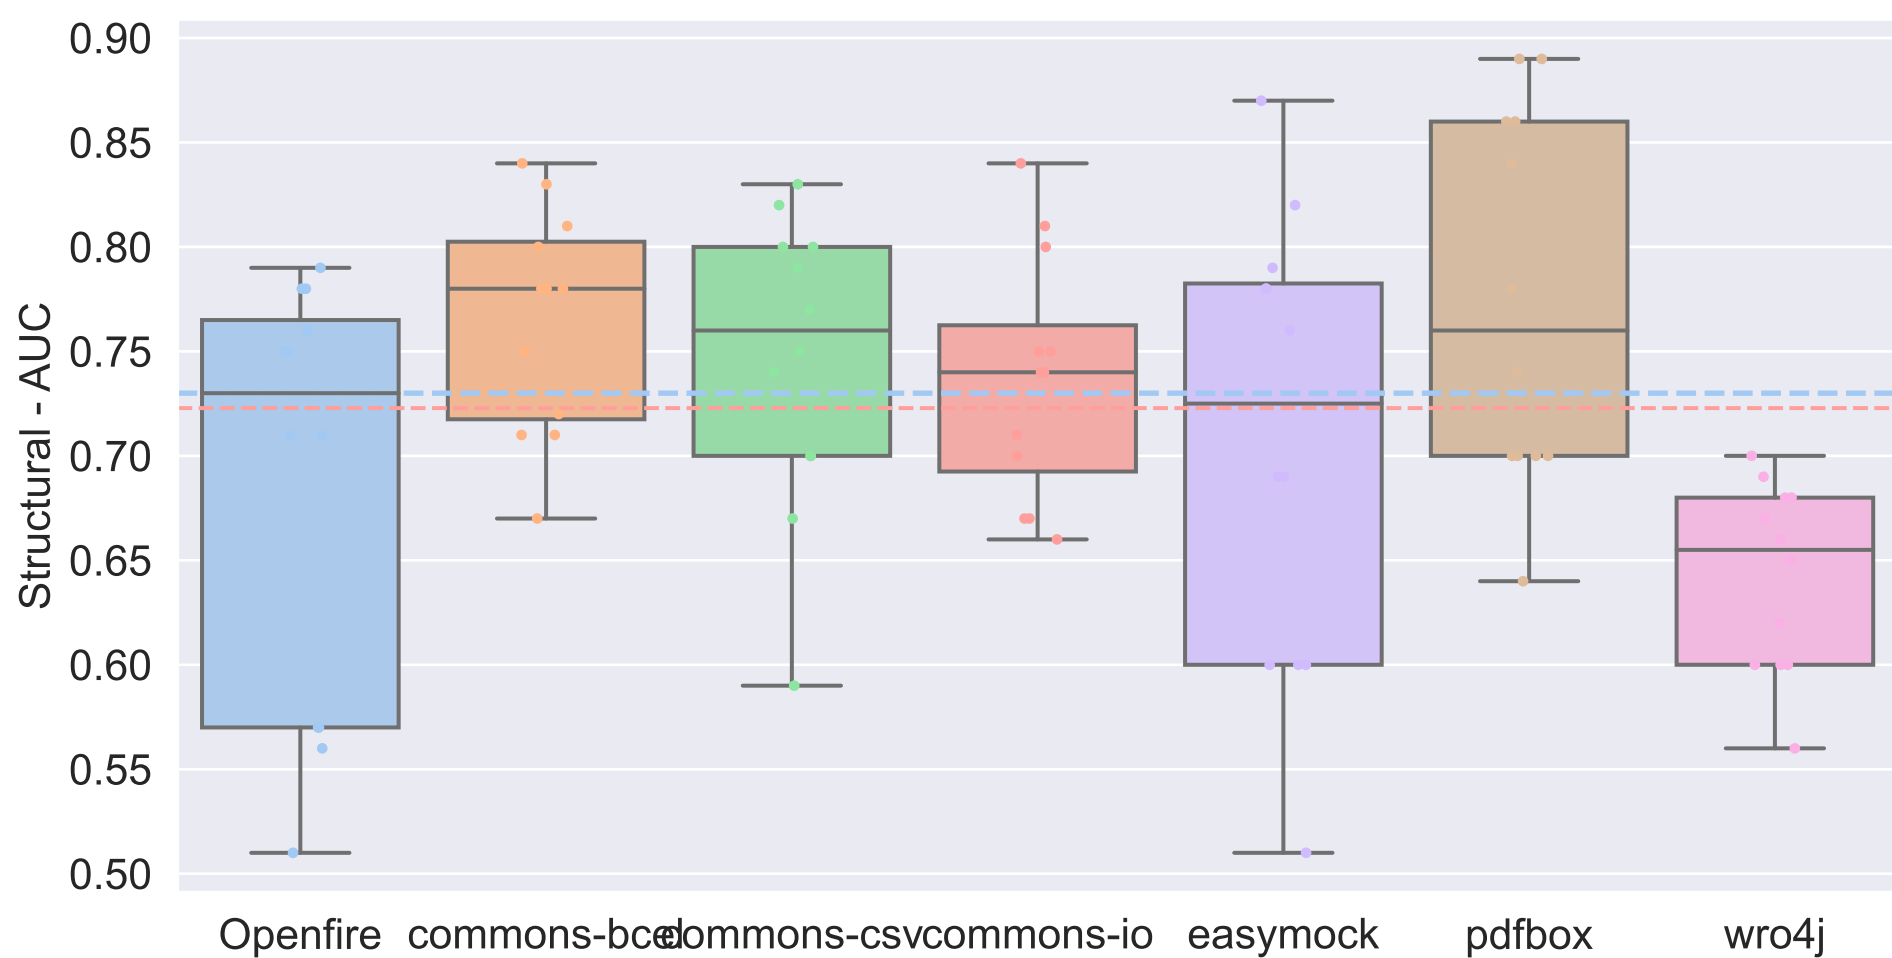 0.90
0.85
0.80
0.75
0.70
0.65
0.60
0.55
0.50
Structural - AUC
Openfire
commons-bcel
commons-csv
commons-io
easymock
pdfbox
wro4j